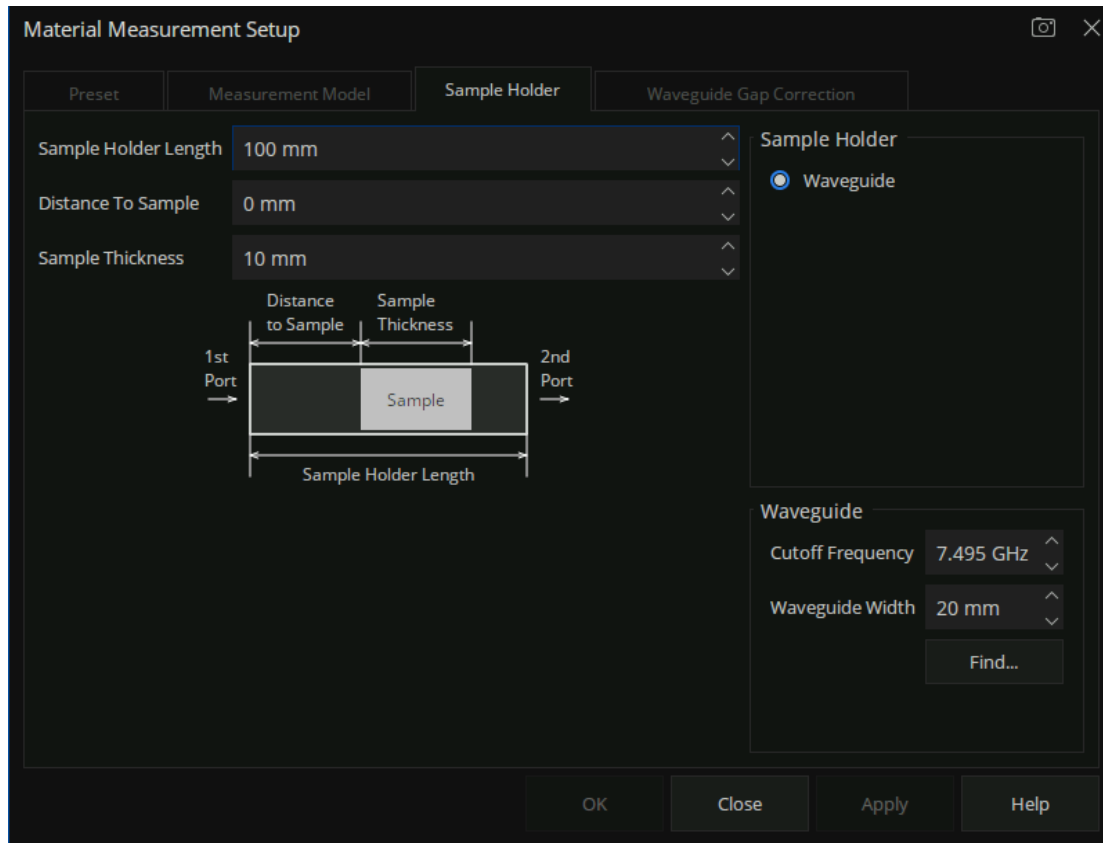 Material Measurement Setup
Preset
Measurement Model
Sample Holder
Waveguide Gap Correction
Sample Holder Length
100 mm
Distance To Sample
0 mm
Sample Thickness
10 mm
Distance
to Sample
Sample
Thickness
1st
Port
Sample
2nd
Port
Sample Holder Length
Sample Holder
Waveguide
Waveguide
Cutoff Frequency
7.495 GHz
Waveguide Width
20 mm
Find...
OK
Close
Apply
Help